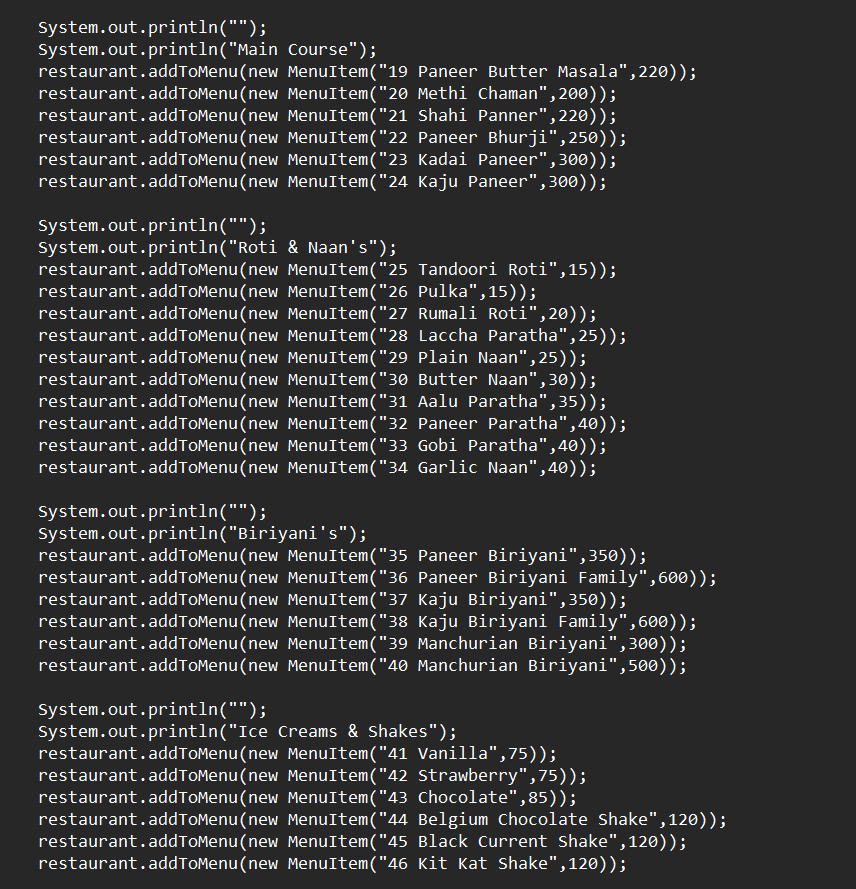 System.out.println("");
System.out.println("Main Course");
restaurant.addToMenu(new MenuItem("19 Paneer Butter Masala",220));
restaurant.addToMenu(new MenuItem("20 Methi Chaman",200));
restaurant.addToMenu(new MenuItem("21 Shahi Panner",220));
restaurant.addToMenu(new MenuItem("22 Paneer Bhurji",250));
restaurant.addToMenu(new MenuItem("23 Kadai Paneer",300));
restaurant.addToMenu(new MenuItem("24 Kaju Paneer",300));

System.out.println("");
System.out.println("Roti & Naan's");
restaurant.addToMenu(new MenuItem("25 Tandoori Roti",15));
restaurant.addToMenu(new MenuItem("26 Pulka",15));
restaurant.addToMenu(new MenuItem("27 Rumali Roti",20));
restaurant.addToMenu(new MenuItem("28 Laccha Paratha",25));
restaurant.addToMenu(new MenuItem("29 Plain Naan",25));
restaurant.addToMenu(new MenuItem("30 Butter Naan",30));
restaurant.addToMenu(new MenuItem("31 Aalu Paratha",35));
restaurant.addToMenu(new MenuItem("32 Paneer Paratha",40));
restaurant.addToMenu(new MenuItem("33 Gobi Paratha",40));
restaurant.addToMenu(new MenuItem("34 Garlic Naan",40));

System.out.println("");
System.out.println("Biriyani's");
restaurant.addToMenu(new MenuItem("35 Paneer Biriyani",350));
restaurant.addToMenu(new MenuItem("36 Paneer Biriyani Family",600));
restaurant.addToMenu(new MenuItem("37 Kaju Biriyani",350));
restaurant.addToMenu(new MenuItem("38 Kaju Biriyani Family",600));
restaurant.addToMenu(new MenuItem("39 Manchurian Biriyani",300));
restaurant.addToMenu(new MenuItem("40 Manchurian Biriyani",500));

System.out.println("");
System.out.println("Ice Creams & Shakes");
restaurant.addToMenu(new MenuItem("41 Vanilla",75));
restaurant.addToMenu(new MenuItem("42 Strawberry",75));
restaurant.addToMenu(new MenuItem("43 Chocolate",85));
restaurant.addToMenu(new MenuItem("44 Belgium Chocolate Shake",120));
restaurant.addToMenu(new MenuItem("45 Black Current Shake",120));
restaurant.addToMenu(new MenuItem("46 Kit Kat Shake",120));